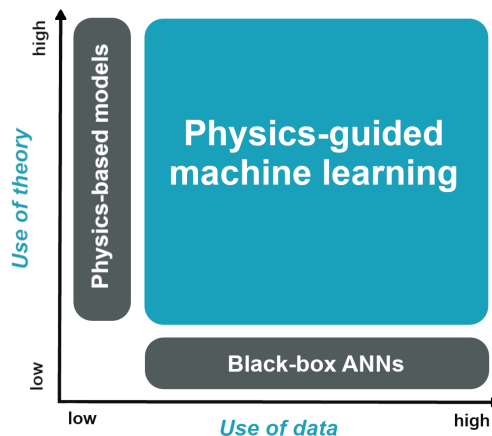 high
Use of theory
low
Physics-based models
Physics-guided
machine learning
Black-box ANNs
low
high
Use of data